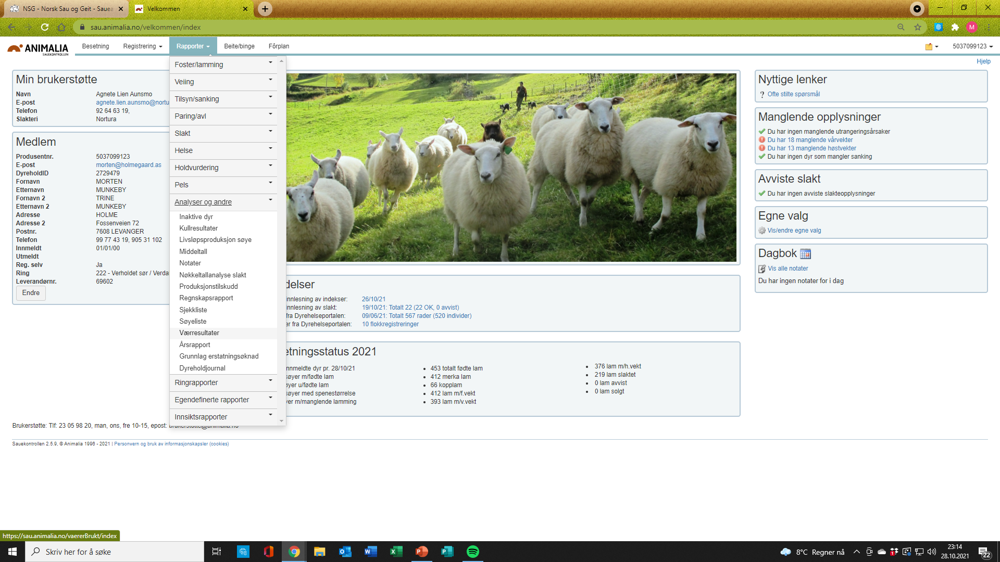 NSG - Norsk Sau og Geit - Sauea
Velkommen
sau.animalia.no/velkommen/index
M
ANIMALIA
SAUEKONTROLLEN
Besetning
Registrering
Rapporter
Beite/binge
Fôrplan
5037099123
Hjelp
Min brukerstøtte
Navn Agnete Lien Aunsmo
E-post agnete.lien.aunsmo@nortu
Telefon 92 64 63 19,
Slakteri Nortura
Medlem
Produsentnr. 5037099123
E-post morten@holmegaard.as
DyreholdID 2729479
Fornavn MORTEN
Etternavn MUNKEBY
Fornavn 2 TRINE
Etternavn 2 MUNKEBY
Adresse HOLME
Adresse 2 Fossenveien 72
Postnr. 7608 LEVANGER
Telefon 99 77 43 19, 905 31 102
Innmeldt 01/01/00
Utmeldt
Reg. selv Ja
Ring 222 - Verholdet sør / Verda
Leverandørnr. 69602
Endre
Foster/lamming
Veiing
Tilsyn/sanking
Paring/avl
Slakt
Helse
Holdvurdering
Pels
Analyser og andre
Inaktive dyr
Kullresultater
Livsløpsproduksjon søye
Middeltall
Notater
Nøkkeltallanalyse slakt
Produksjonstilskudd
Regnskapsrapport
Sjekkliste
Søyeliste
Værresultater
Årsrapport
Grunnlag erstatningsøknad
Dyreholdjournal
Ringrapporter
Egendefinerte rapporter
Innsiktsrapporter
delser
innlesning av indekser: 26/10/21
innlesning av slakt: 19/10/21: Totalt 22 (22 OK, 0 avvist)
fra Dyrehelseportalen: 09/06/21: Totalt 567 rader (520 individer)
er fra Dyrehelseportalen: 10 flokkregistreringer
etningsstatus 2021
nnmeldte dyr pr. 28/10/21
søyer m/fødte lam
øyer u/fødte lam
søyer med spenestørrelse
er m/manglende lamming
453 totalt fødte lam
412 merka lam
66 kopplam
412 lam m/f.vekt
393 lam m/v.vekt
376 lam m/h.vekt
219 lam slaktet
0 lam avvist
0 lam solgt
Nyttige lenker
Ofte stilte spørsmål
Manglende opplysninger
Du har ingen manglende utrangeringsårsaker
Du har 18 manglende vårvekter
Du har 13 manglende høstvekter
Du har ingen dyr som mangler sanking
Avviste slakt
Du har ingen avviste slakteopplysninger
Egne valg
Vis/endre egne valg
Dagbok
Vis alle notater
Du har ingen notater for i dag
Brukerstøtte: Tlf: 23 05 98 20, man, ons, fre 10-15, epost: brukerstotte@animalia.no
Sauekontrollen 2.5.9, © Animalia 1996 - 2021 | Personvern og bruk av informasjonskapsler (cookies)
https://sau.animalia.no/vaererBrukt/index
Skriv her for å søke
8°C Regner nå
23:14
28.10.2021
22